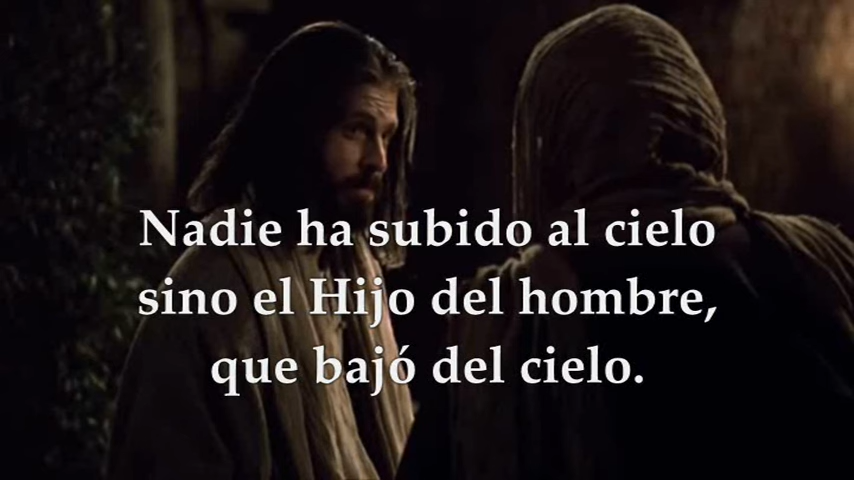 Nadie ha subido al cielo
sino el Hijo del hombre,
que bajó del cielo.